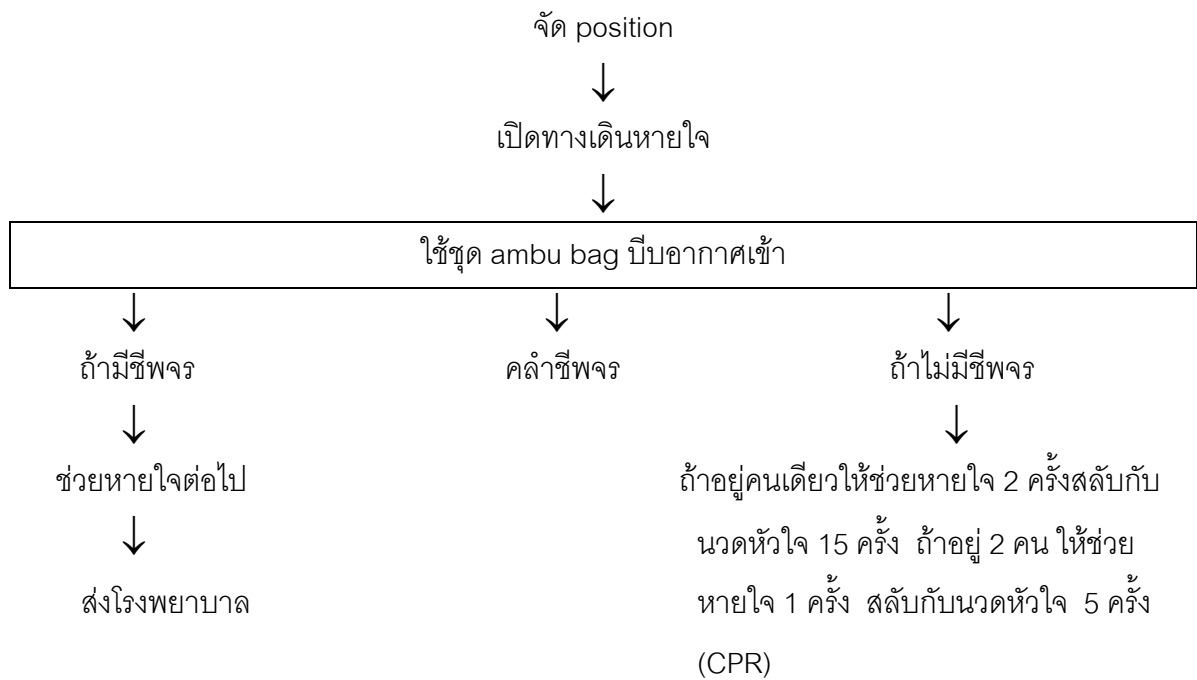 จัด position
↓
เปิดทางเดินหายใจ
↓
ใช้ชุด ambu bag บีบอากาศเข้า
↓ ↓ ↓
ถ้ามีชีพจร คลำชีพจร ถ้าไม่มีชีพจร
↓ ↓
ช่วยหายใจต่อไป
↓
ส่งโรงพยาบาล
ถ้าอยู่คนเดียวให้ช่วยหายใจ 2 ครั้งสลับกับ
นวดหัวใจ 15 ครั้ง ถ้าอยู่ 2 คน ให้ช่วย
หายใจ 1 ครั้ง สลับกับนวดหัวใจ 5 ครั้ง
(CPR)